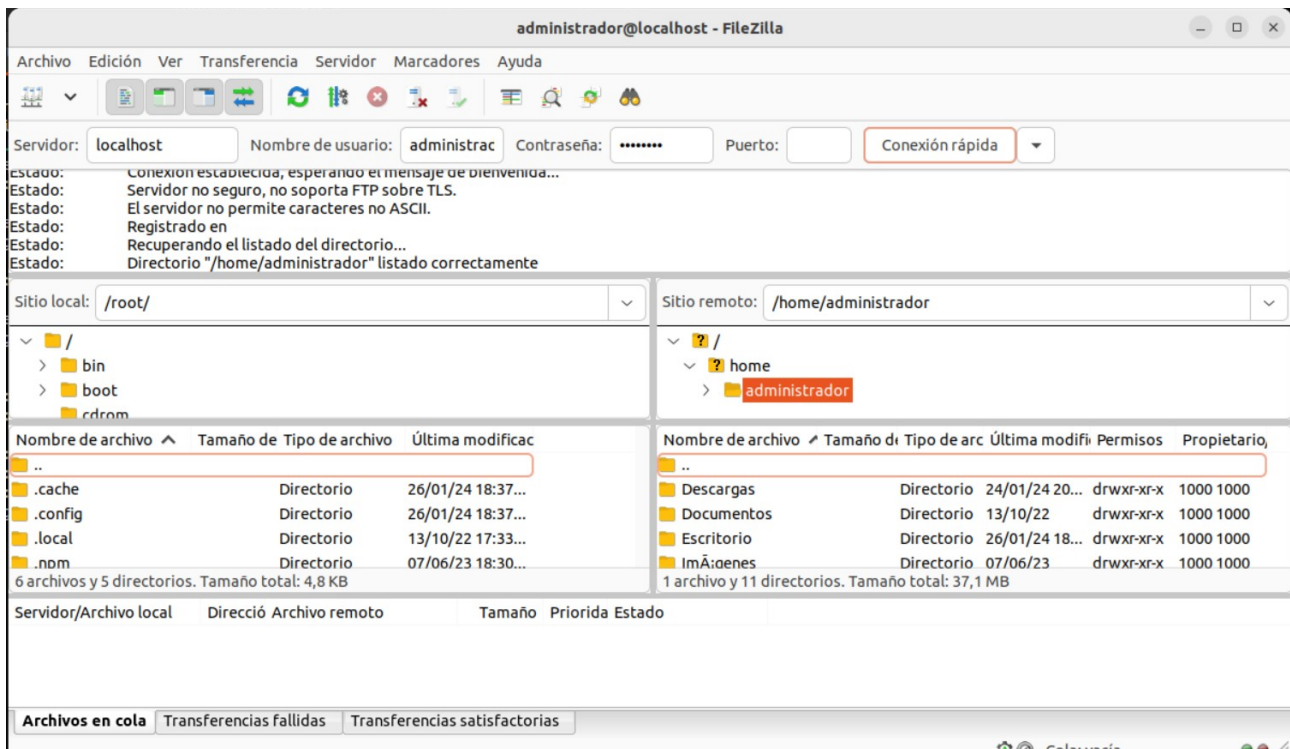 administrador@localhost - FileZilla
Archivo Edición Ver Transferencia Servidor Marcadores Ayuda
Servidor: localhost Nombre de usuario: administrac Contraseña: •••••••• Puerto: Conexión rápida
Estado: Conexión establecida, esperando el mensaje de bienvenida...
Estado: Servidor no seguro, no soporta FTP sobre TLS.
Estado: El servidor no permite caracteres no ASCII.
Estado: Registrado en
Estado: Recuperando el listado del directorio...
Estado: Directorio "/home/administrador" listado correctamente
Sitio local: /root/ Sitio remoto: /home/administrador
/ /
bin home
boot administrador
cdrom
Nombre de archivo Tamaño de Tipo de archivo Última modificac Nombre de archivo Tamaño de Tipo de arc Última modifi Permisos Propietario,
.. ..
.cache Directorio 26/01/24 18:37... Descargas Directorio 24/01/24 20... drwxr-xr-x 1000 1000
.config Directorio 26/01/24 18:37... Documentos Directorio 13/10/22 drwxr-xr-x 1000 1000
.local Directorio 13/10/22 17:33... Escritorio Directorio 26/01/24 18... drwxr-xr-x 1000 1000
.npm Directorio 07/06/23 18:30... ImÃ¡genes Directorio 07/06/23 drwxr-xr-x 1000 1000
6 archivos y 5 directorios. Tamaño total: 4,8 KB 1 archivo y 11 directorios. Tamaño total: 37,1 MB
Servidor/Archivo local Direcció Archivo remoto Tamaño Priorida Estado
Archivos en cola Transferencias fallidas Transferencias satisfactorias